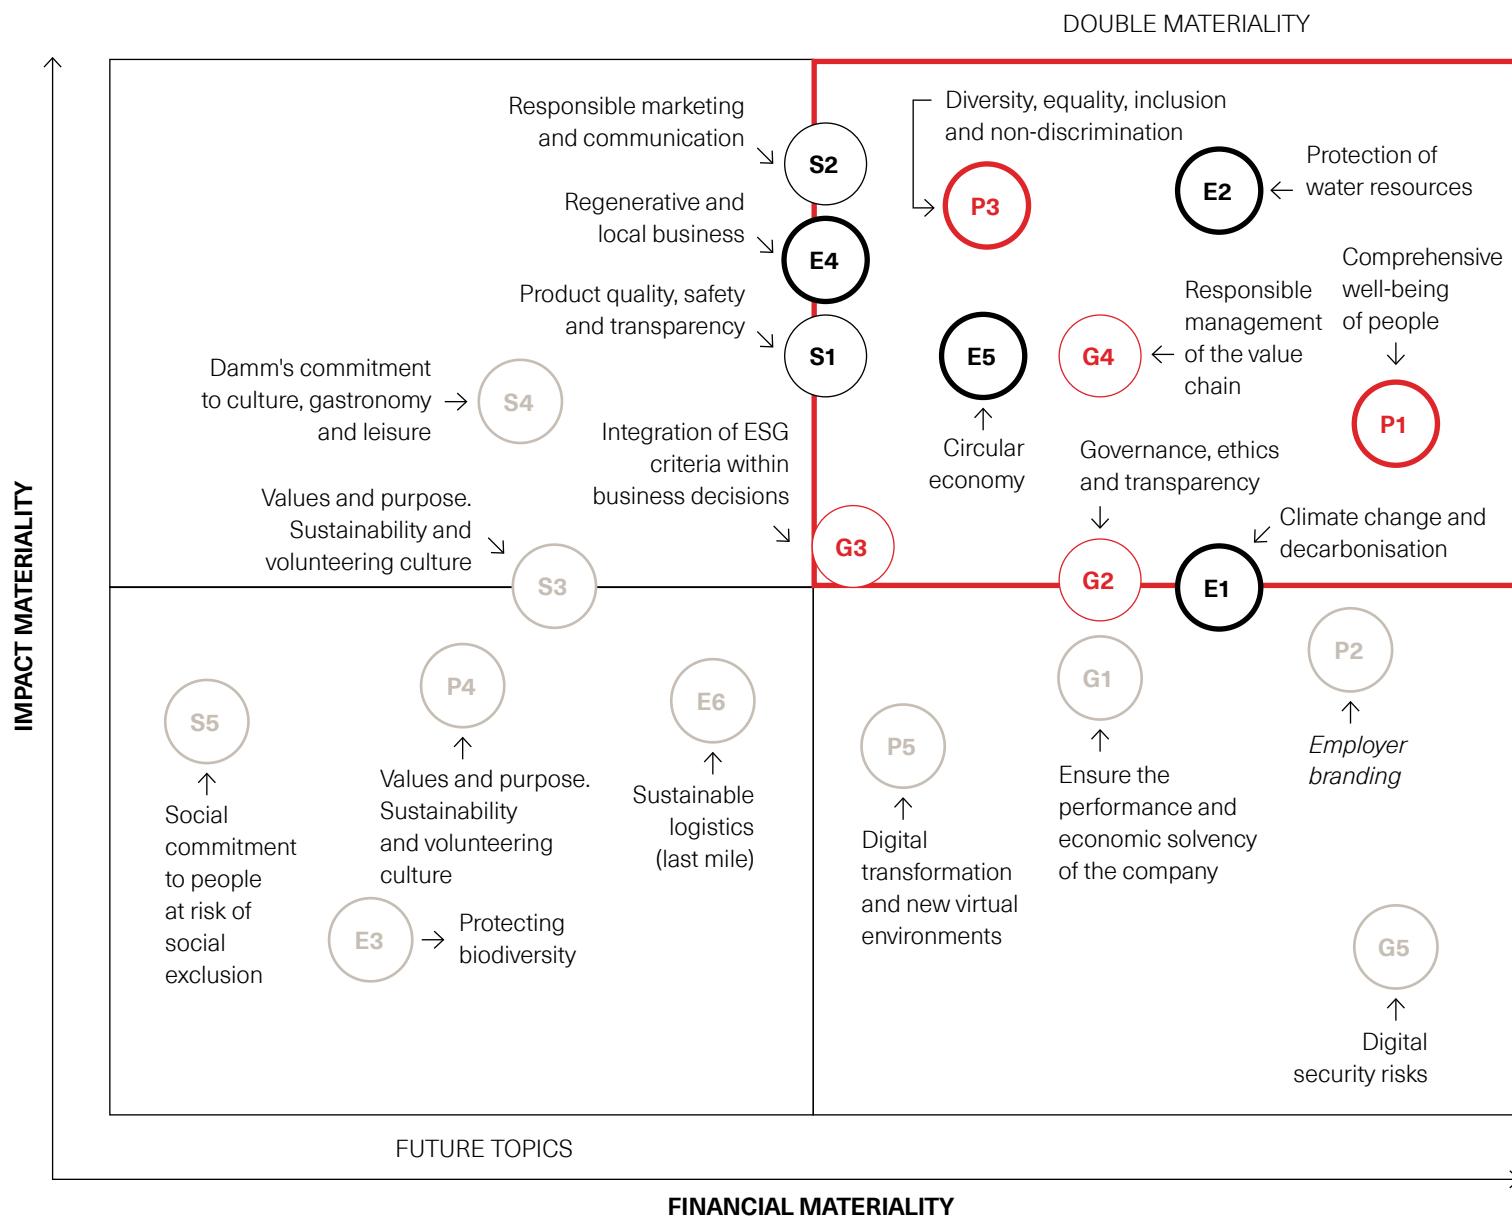 DOUBLE MATERIALITY
Responsible marketing
and communication
S2
Diversity, equality, inclusion
and non-discrimination
P3
E2
Protection of
water resources
Regenerative and
local business
E4
Product quality, safety
and transparency
S1
E5
Circular
economy
G4
Responsible
management
of the value
chain
Comprehensive
well-being
of people
P1
Damm's commitment
to culture, gastronomy
and leisure
S4
Integration of ESG
criteria within
business decisions
G3
Governance, ethics
and transparency
G2
Climate change and
decarbonisation
E1
Values and purpose.
Sustainability and
volunteering culture
S3
IMPACT MATERIALITY
S5
Social
commitment
to people
at risk of
social
exclusion
P4
Values and purpose.
Sustainability
and volunteering
culture
E6
Sustainable
logistics
(last mile)
E3
Protecting
biodiversity
P5
Digital
transformation
and new virtual
environments
G1
Ensure the
performance and
economic solvency
of the company
P2
Employer
branding
G5
Digital
security risks
FUTURE TOPICS
FINANCIAL MATERIALITY